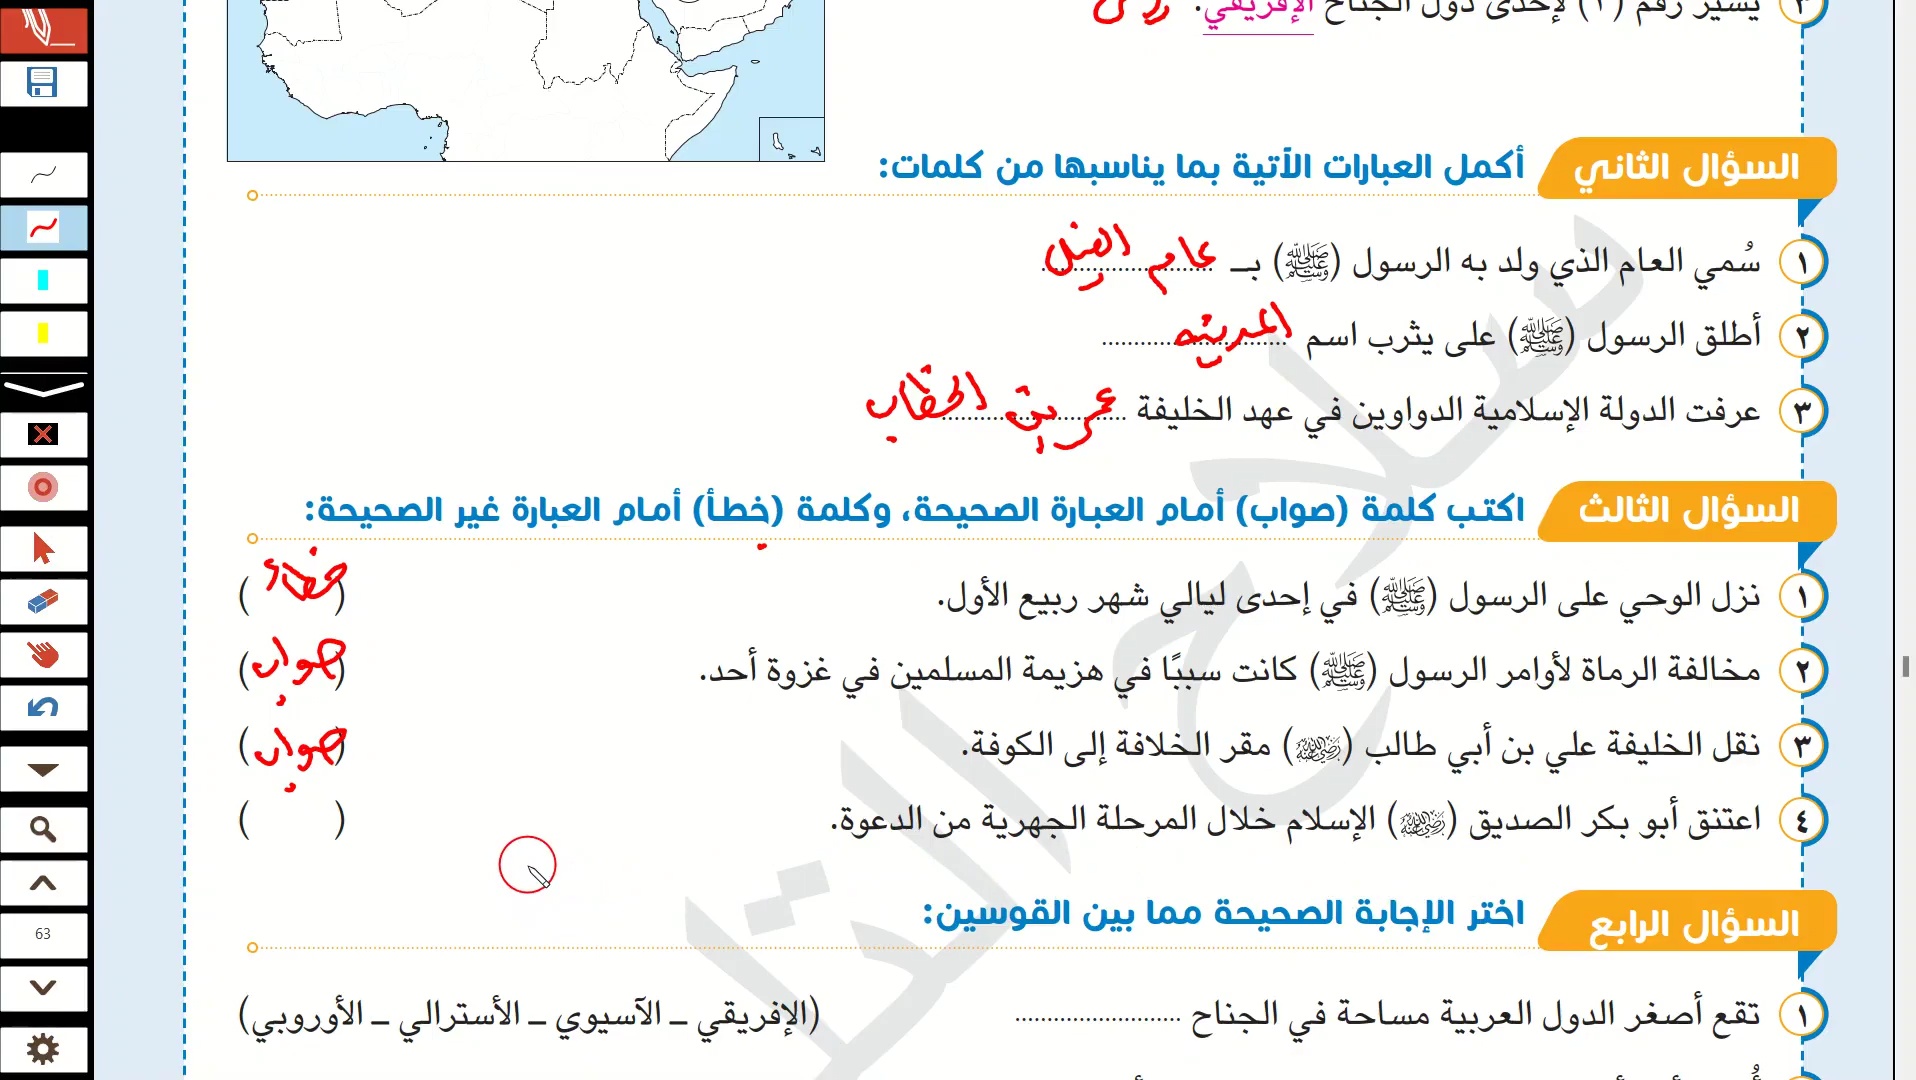 يشير رقم (٣) لإحدى دول الجناح الإفريقي.
السؤال الثاني أكمل العبارات الآتية بما يناسبها من كلمات:
١ سُمي العام الذي ولد به الرسول (ﷺ) بـ عام الفيل
٢ أطلق الرسول (ﷺ) على يثرب اسم المدينه
٣ عرفت الدولة الإسلامية الدواوين في عهد الخليفة عمر بن الخطاب
السؤال الثالث اكتب كلمة (صواب) أمام العبارة الصحيحة، وكلمة (خطأ) أمام العبارة غير الصحيحة:
١ نزل الوحي على الرسول (ﷺ) في إحدى ليالي شهر ربيع الأول. (خطاء)
٢ مخالفة الرماة لأوامر الرسول (ﷺ) كانت سببًا في هزيمة المسلمين في غزوة أحد. (صواب)
٣ نقل الخليفة علي بن أبي طالب (رضي الله عنه) مقر الخلافة إلى الكوفة. (صواب)
٤ اعتنق أبو بكر الصديق (رضي الله عنه) الإسلام خلال المرحلة الجهرية من الدعوة. ( )
السؤال الرابع اختر الإجابة الصحيحة مما بين القوسين:
١ تقع أصغر الدول العربية مساحة في الجناح .......................... (الإفريقي – الآسيوي – الأسترالي – الأوروبي)
سلاح
63